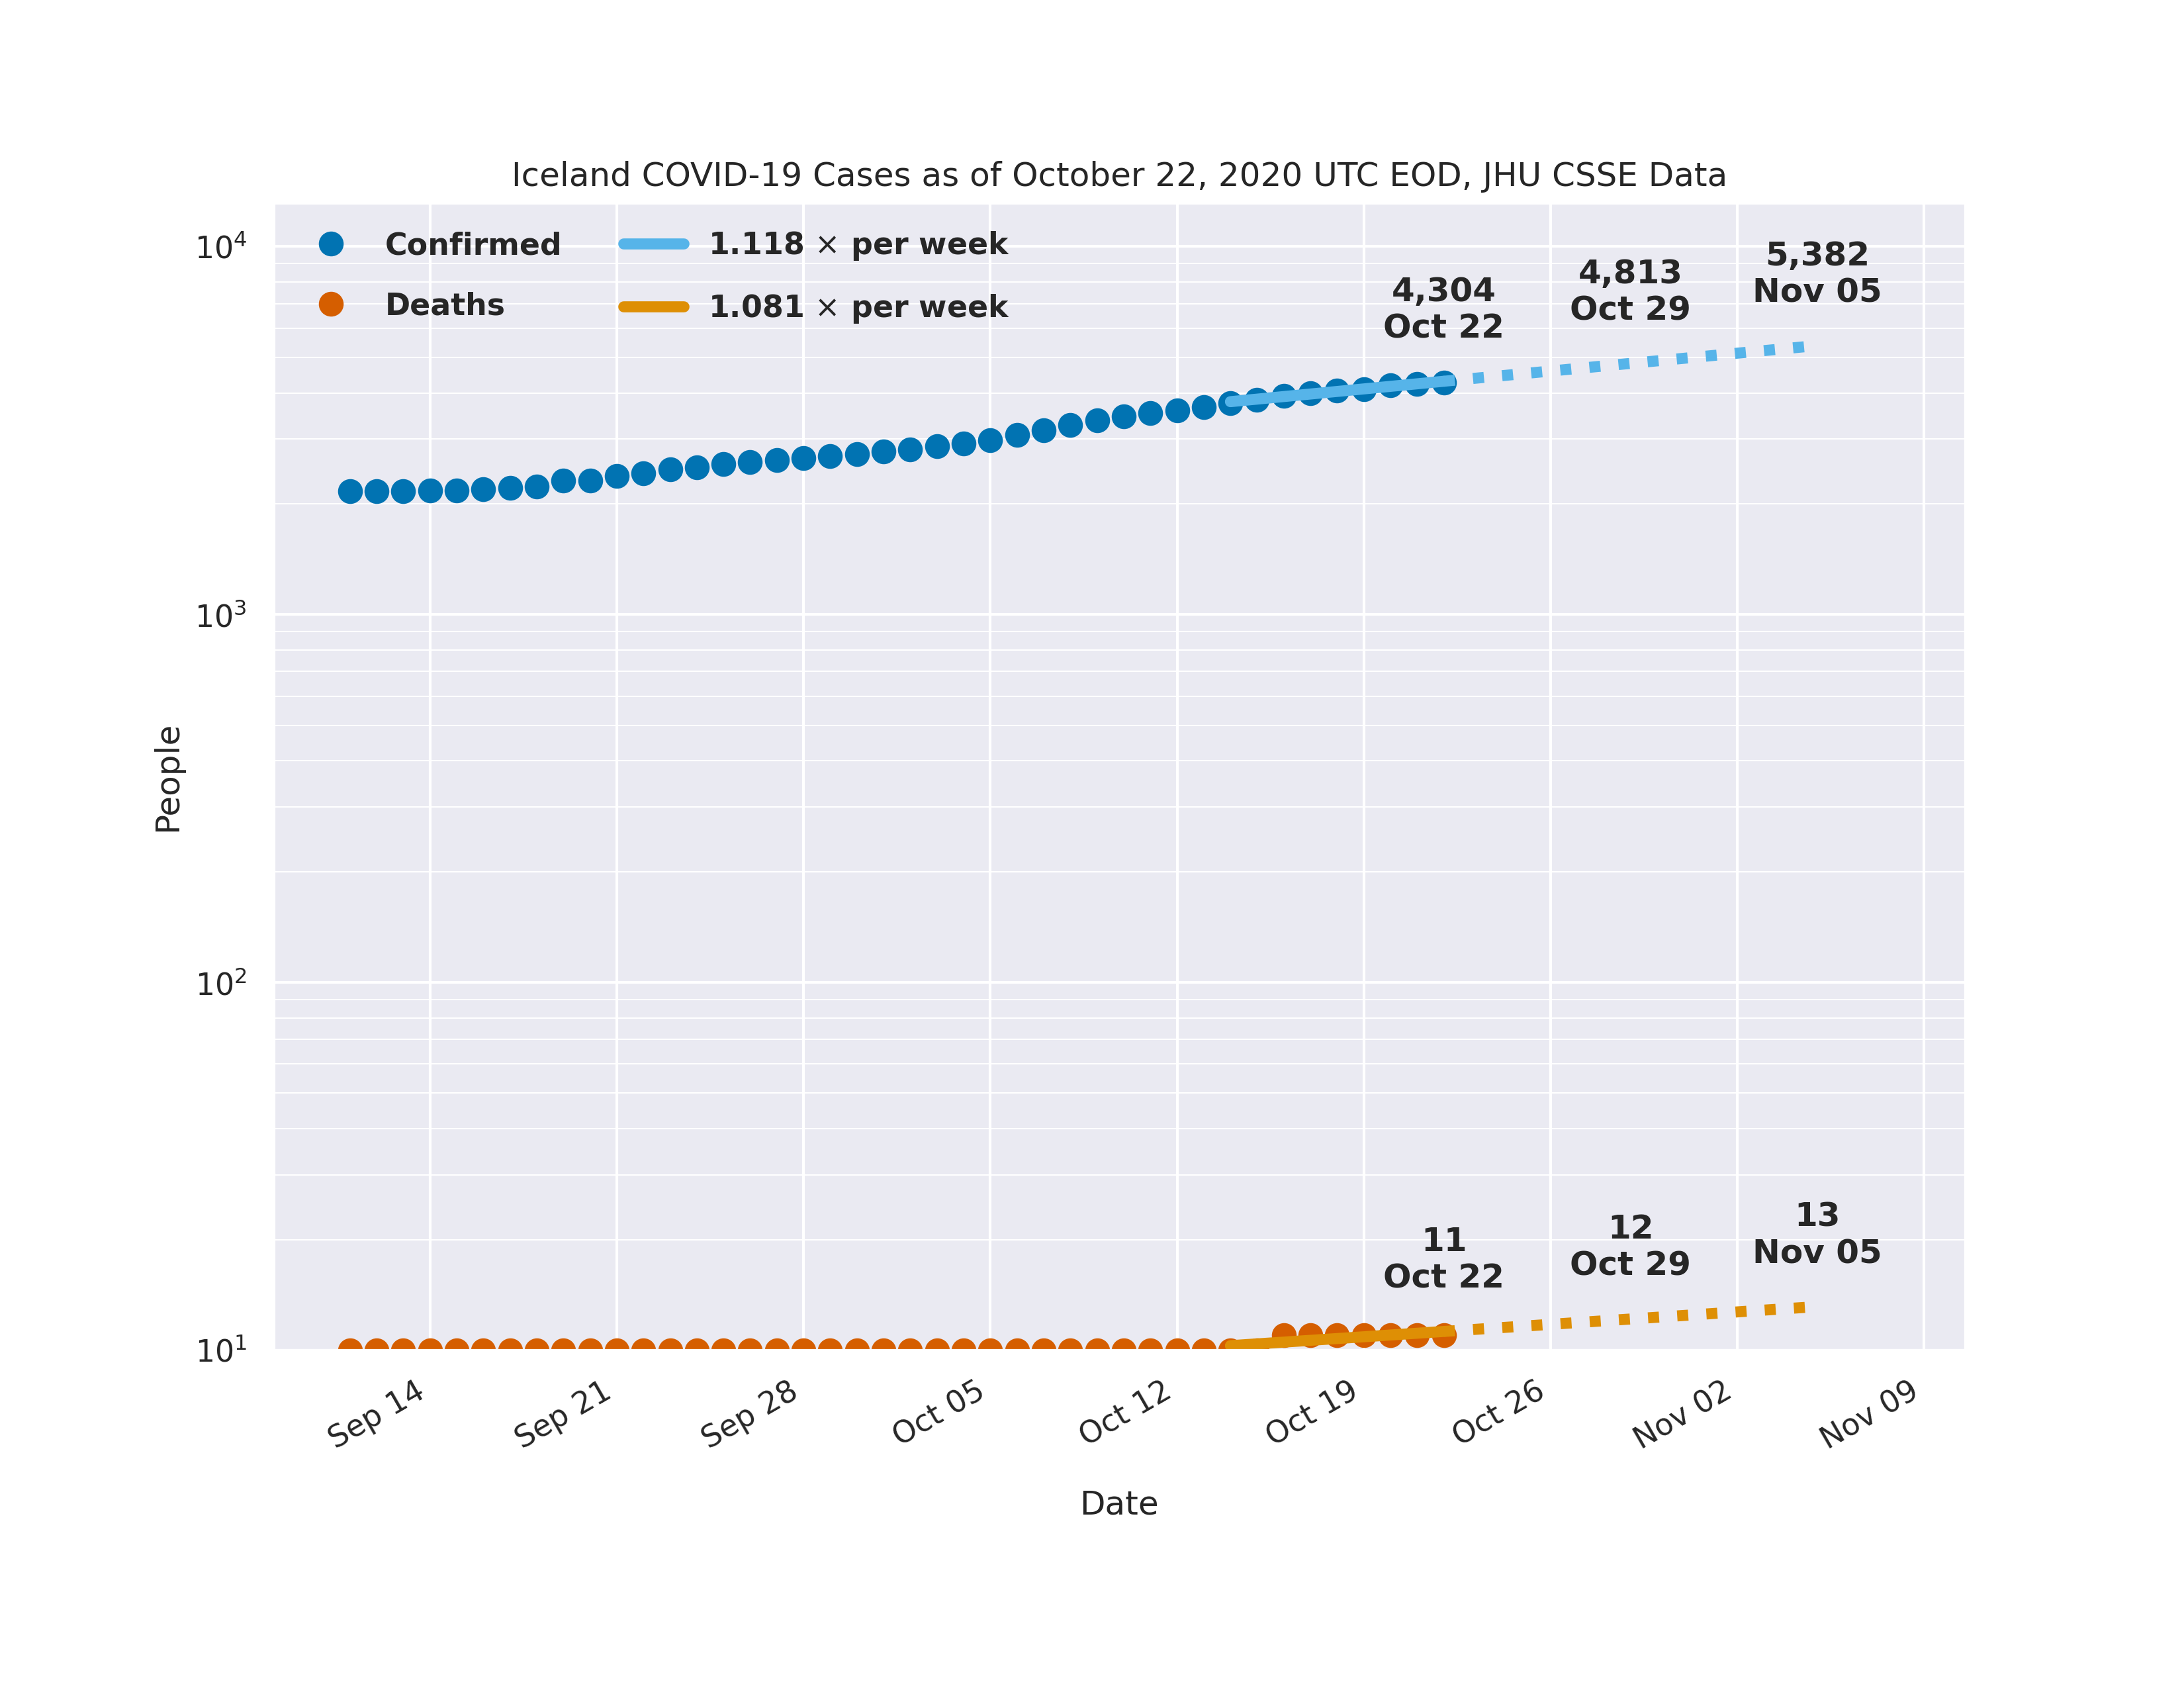 Iceland COVID-19 Cases as of October 22, 2020 UTC EOD, JHU CSSE Data
Confirmed
Deaths
1.118 × per week
1.081 × per week
4,304
Oct 22
4,813
Oct 29
5,382
Nov 05
11
Oct 22
12
Oct 29
13
Nov 05
People
10⁴
10³
10²
10¹
Sep 14
Sep 21
Sep 28
Oct 05
Oct 12
Oct 19
Oct 26
Nov 02
Nov 09
Date